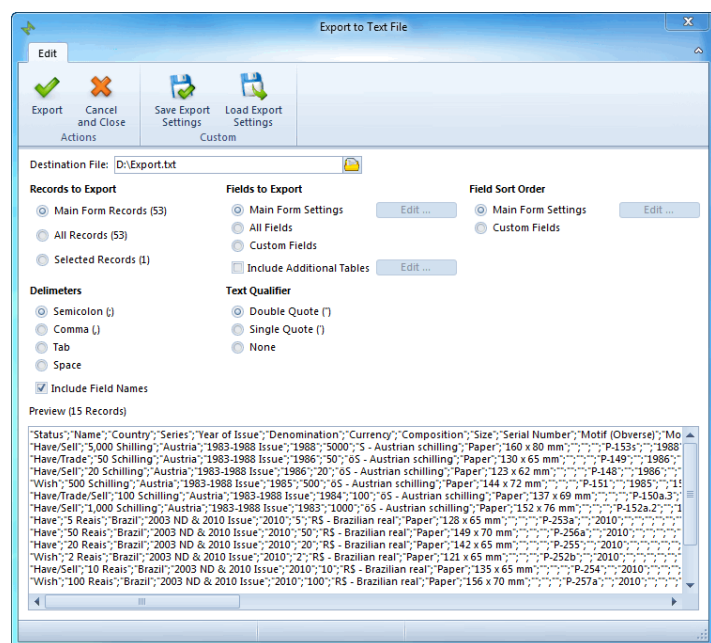 Export to Text File
x
Edit
Export
Cancel and Close
Save Export Settings
Load Export Settings
Actions
Custom
Destination File: D:\Export.txt
Records to Export
Fields to Export
Field Sort Order
Main Form Records (53)
Main Form Settings
Edit ...
Main Form Settings
Edit ...
All Records (53)
All Fields
Custom Fields
Custom Fields
Selected Records (1)
Include Additional Tables
Edit ...
Delimeters
Text Qualifier
Semicolon (;)
Double Quote (")
Comma (,)
Single Quote (')
Tab
None
Space
Include Field Names
Preview (15 Records)
"Status";"Name";"Country";"Series";"Year of Issue";"Denomination";"Currency";"Composition";"Size";"Serial Number";"Motif (Obverse)";"Mo
"Have/Sell";"5,000 Shilling";"Austria";"1983-1988 Issue";"1988";"5000";"S - Austrian schilling";"Paper";"160 x 80 mm";"";"";"";"P-153s";"";"1988"
"Have/Trade";"50 Shilling";"Austria";"1983-1988 Issue";"1986";"50";"öS - Austrian schilling";"Paper";"130 x 65 mm";"";"";"";"P-149";"";"1986";"
"Have/Sell";"20 Shilling";"Austria";"1983-1988 Issue";"1986";"20";"öS - Austrian schilling";"Paper";"123 x 62 mm";"";"";"";"P-148";"";"1986";"
"Wish";"500 Schilling";"Austria";"1983-1988 Issue";"1985";"500";"öS - Austrian schilling";"Paper";"144 x 72 mm";"";"";"";"P-151";"";"1985";"";"15
"Have/Trade/Sell";"100 Schilling";"Austria";"1983-1988 Issue";"1984";"100";"öS - Austrian schilling";"Paper";"137 x 69 mm";"";"";"";"P-150a.3";"
"Have/Sell";"1,000 Schilling";"Austria";"1983-1988 Issue";"1983";"1000";"öS - Austrian schilling";"Paper";"152 x 76 mm";"";"";"";"P-152a.2";"";"1
"Have";"5 Reais";"Brazil";"2003 ND & 2010 Issue";"2010";"5";"R$ - Brazilian real";"Paper";"128 x 65 mm";"";"";"";"P-253a";"";"2010";"";"";"";"
"Have";"50 Reais";"Brazil";"2003 ND & 2010 Issue";"2010";"50";"R$ - Brazilian real";"Paper";"149 x 70 mm";"";"";"";"P-256a";"";"2010";"";"";"
"Have";"20 Reais";"Brazil";"2003 ND & 2010 Issue";"2010";"20";"R$ - Brazilian real";"Paper";"142 x 65 mm";"";"";"";"P-255";"";"2010";"";"";"";"
"Wish";"2 Reais";"Brazil";"2003 ND & 2010 Issue";"2010";"2";"R$ - Brazilian real";"Paper";"121 x 65 mm";"";"";"";"P-252b";"";"2010";"";"";"";"
"Have/Sell";"10 Reais";"Brazil";"2003 ND & 2010 Issue";"2010";"10";"R$ - Brazilian real";"Paper";"135 x 65 mm";"";"";"";"P-254";"";"2010";"";"";"
"Wish";"100 Reais";"Brazil";"2003 ND & 2010 Issue";"2010";"100";"R$ - Brazilian real";"Paper";"156 x 70 mm";"";"";"";"P-257a";"";"2010";"";"";"